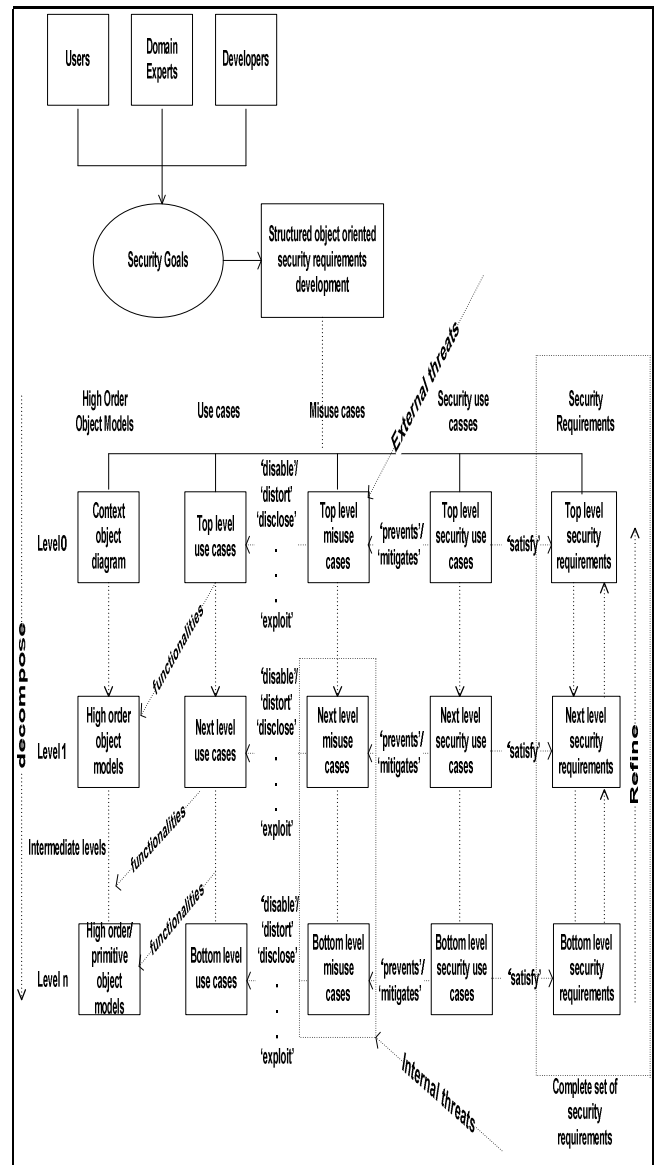 Users
Domain
Experts
Developers
Security Goals
Structured object oriented
security requirements
development
External threats
High Order
Object Models
Use cases
Misuse cases
Security use
casses
Security
Requirements
Level0
Context
object
diagram
Top level
use cases
‘disable’/
‘distort’
‘disclose’
.
.
.
‘exploit’
Top level
misuse
cases
‘prevents’/
‘mitigates’
Top level
security use
cases
‘satisfy’
Top level
security
requirements
decompose
functionalities
Level 1
High order
object
models
Next level
use cases
‘disable’/
‘distort’
‘disclose’
.
.
.
‘exploit’
Next level
misuse
cases
‘prevents’/
‘mitigates’
Next level
security use
cases
‘satisfy’
Next level
security
requirements
Refine
Intermediate levels
functionalities
functionalities
Level n
High order/
primitive
object
models
Bottom level
use cases
‘disable’/
‘distort’
‘disclose’
.
.
.
‘exploit’
Bottom level
misuse
cases
‘prevents’/
‘mitigates’
Bottom level
security use
cases
‘satisfy’
Bottom level
security
requirements
Internal threats
Complete set of
security
requirements